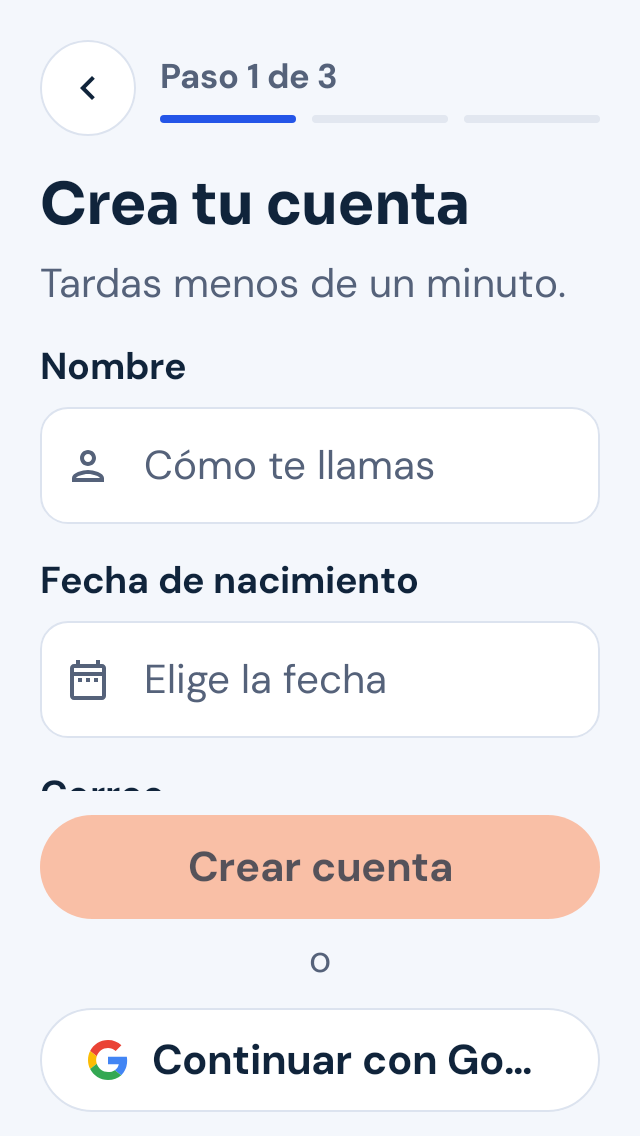 Paso 1 de 3
Crea tu cuenta
Tardas menos de un minuto.
Nombre
Cómo te llamas
Fecha de nacimiento
Elige la fecha
Correo
Crear cuenta
o
Continuar con Go...